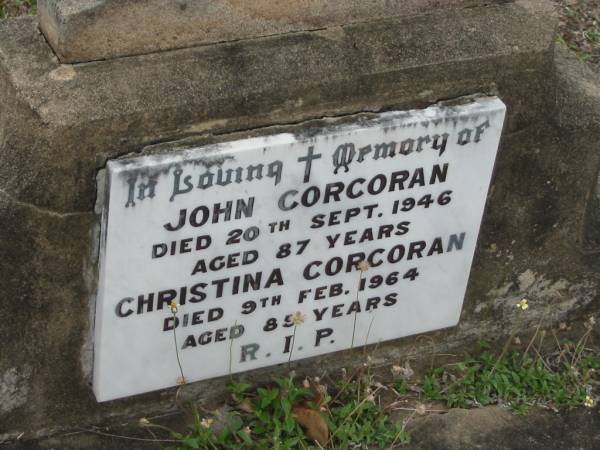 In Loving ✝ Memory of
JOHN CORCORAN
DIED 20TH SEPT. 1946
AGED 87 YEARS
CHRISTINA CORCORAN
DIED 9TH FEB. 1964
AGED 89 YEARS
R.I.P.